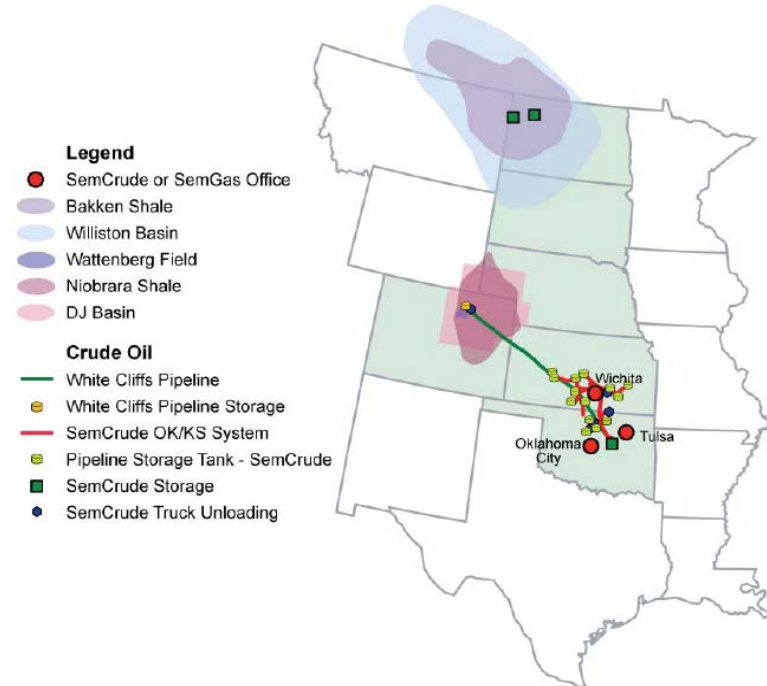 Legend
SemCrude or SemGas Office
Bakken Shale
Williston Basin
Wattenberg Field
Niobrara Shale
DJ Basin
Crude Oil
White Cliffs Pipeline
White Cliffs Pipeline Storage
SemCrude OK/KS System
Pipeline Storage Tank - SemCrude
SemCrude Storage
SemCrude Truck Unloading
Wichita
Tulsa
Oklahoma
City